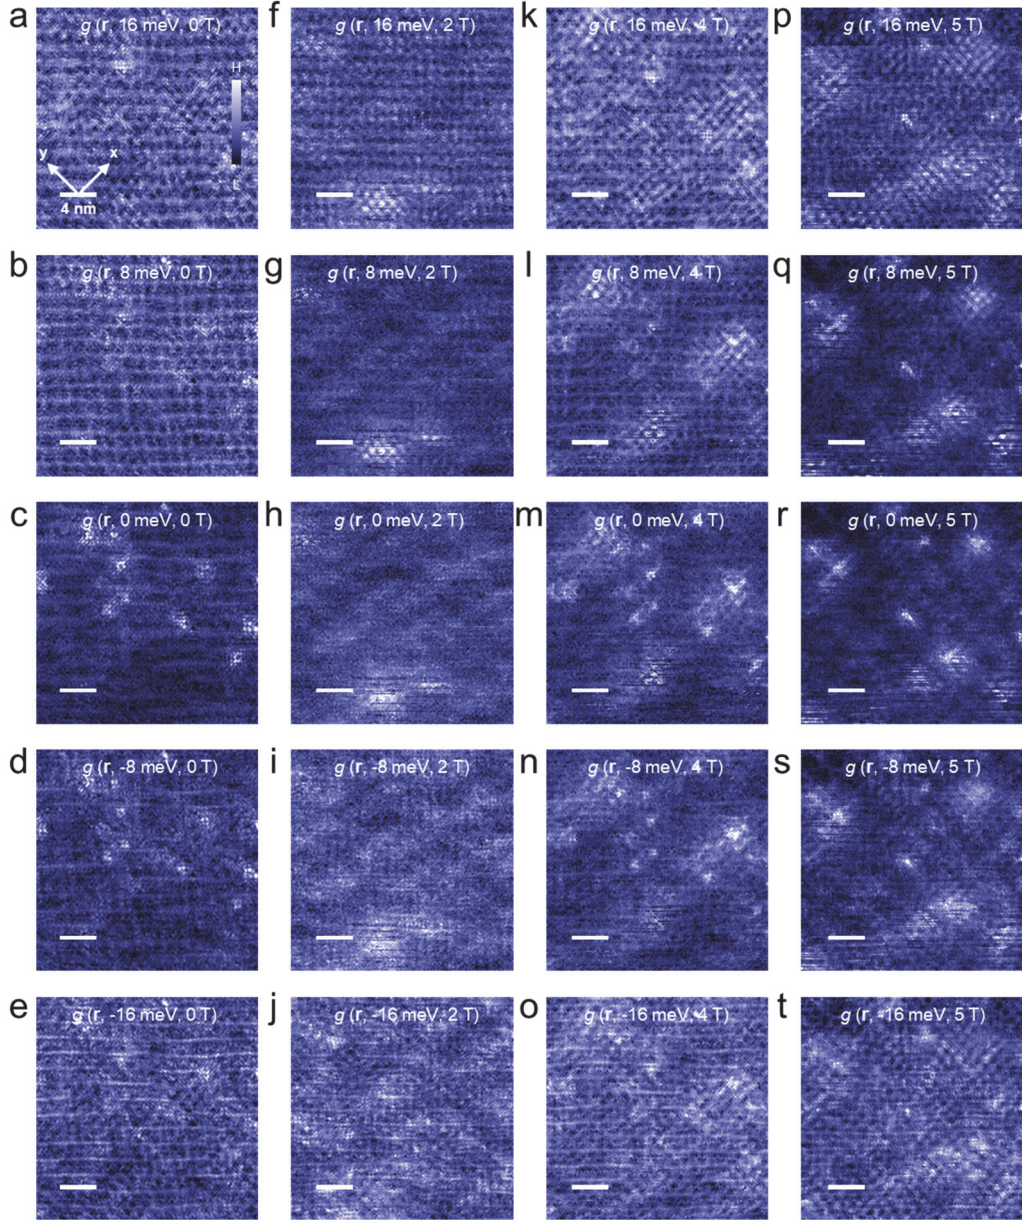 a
g (r, 16 meV, 0 T)
H
L
y
x
4 nm
f
g (r, 16 meV, 2 T)
k
g (r, 16 meV, 4 T)
p
g (r, 16 meV, 5 T)
b
g (r, 8 meV, 0 T)
g
g (r, 8 meV, 2 T)
l
g (r, 8 meV, 4 T)
q
g (r, 8 meV, 5 T)
c
g (r, 0 meV, 0 T)
h
g (r, 0 meV, 2 T)
m
g (r, 0 meV, 4 T)
r
g (r, 0 meV, 5 T)
d
g (r, -8 meV, 0 T)
i
g (r, -8 meV, 2 T)
n
g (r, -8 meV, 4 T)
s
g (r, -8 meV, 5 T)
e
g (r, -16 meV, 0 T)
j
g (r, -16 meV, 2 T)
o
g (r, -16 meV, 4 T)
t
g (r, -16 meV, 5 T)